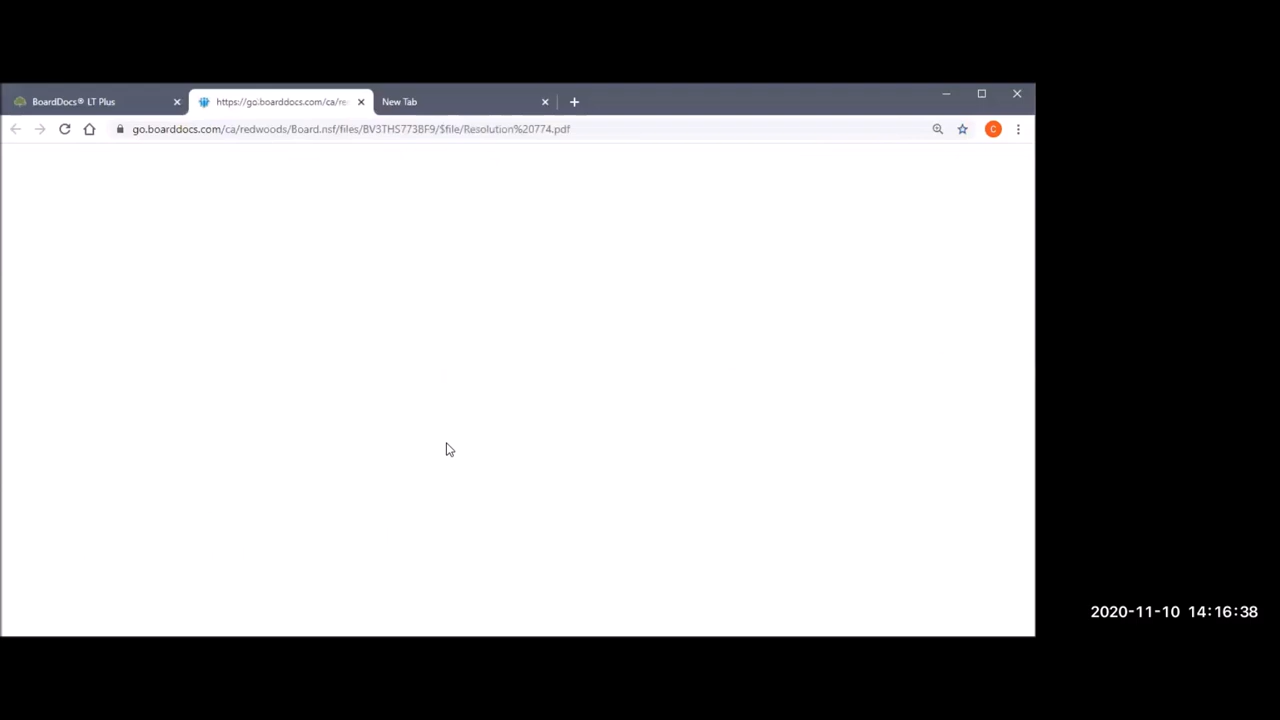 BoardDocs® LT Plus
https://go.boarddocs.com/ca/re
New Tab
go.boarddocs.com/ca/redwoods/Board.nsf/files/BV3THS773BF9/$file/Resolution%20774.pdf
C
2020-11-10 14:16:38